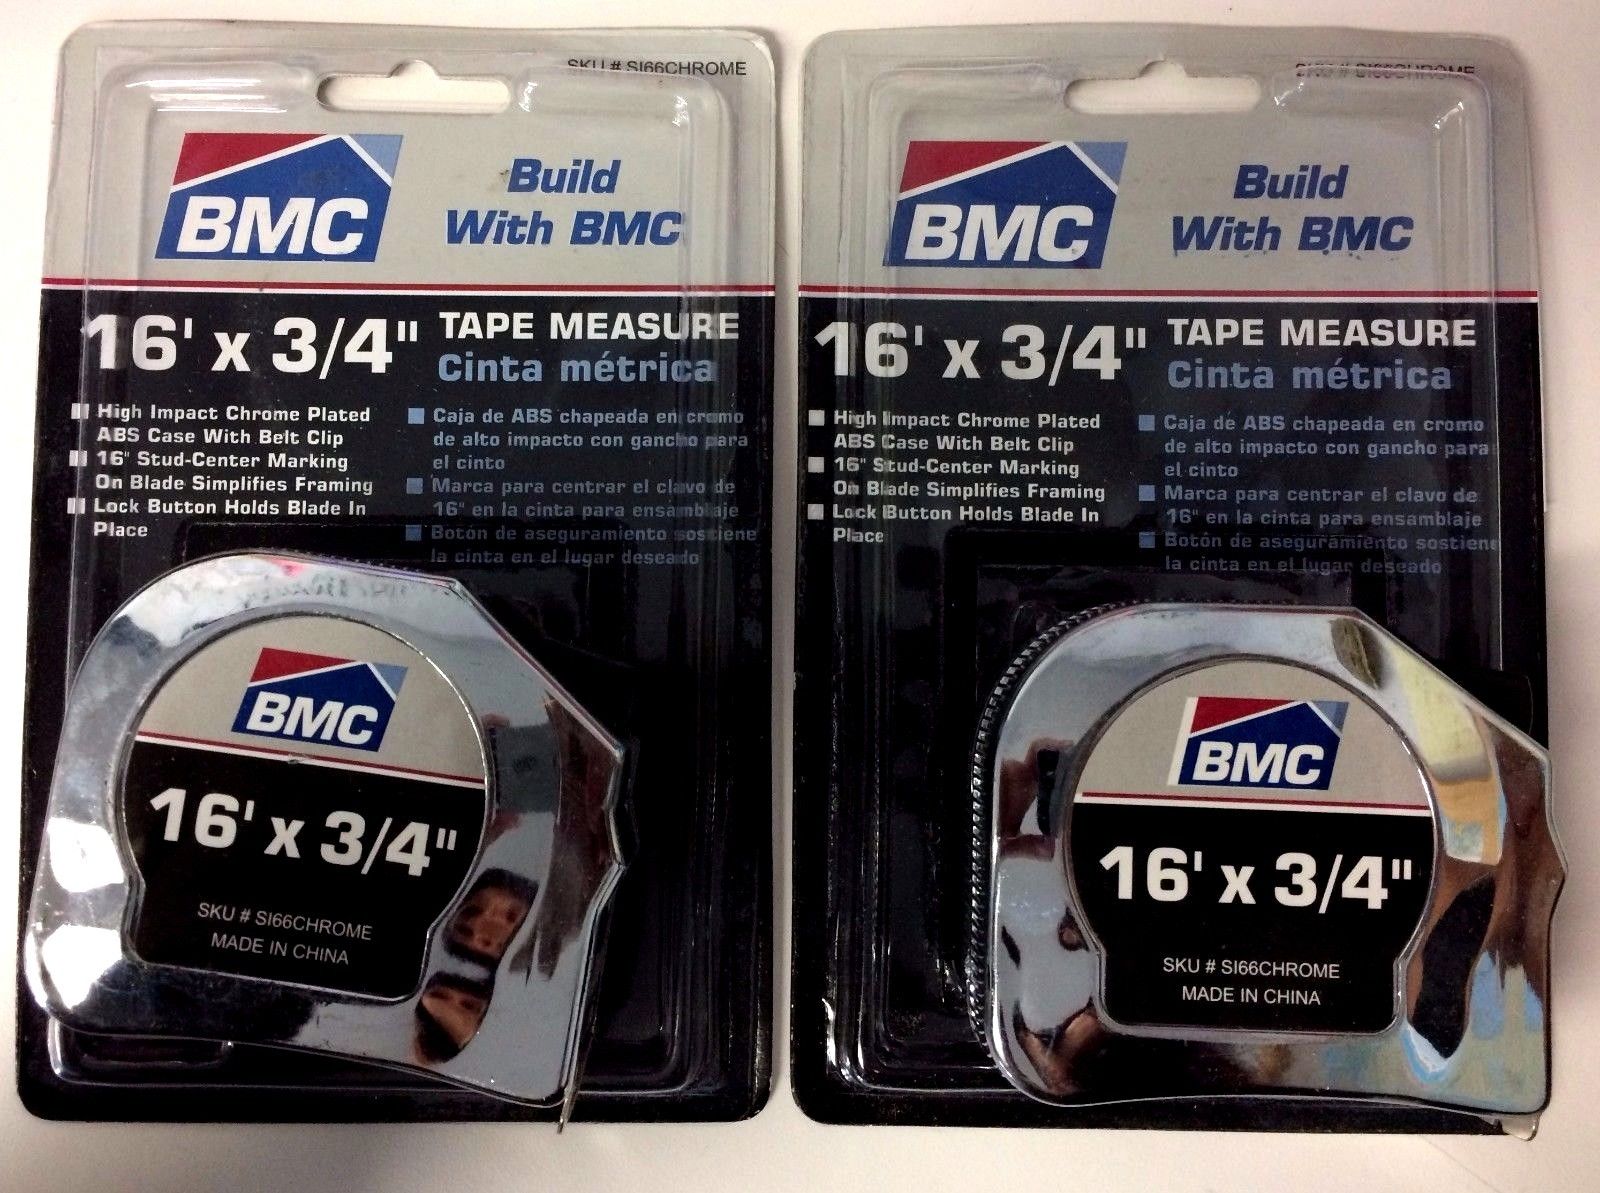 SKU # SI66CHROME
BMC
Build
With BMC
16' x 3/4"
TAPE MEASURE
Cinta métrica
High Impact Chrome Plated
ABS Case With Belt Clip
16" Stud-Center Marking
On Blade Simplifies Framing
Lock Button Holds Blade In
Place
Caja de ABS chapeada en cromo
de alto impacto con gancho para
el cinto
Marca para centrar el clavo de
16" en la cinta para ensamblaje
Botón de aseguramiento sostiene
la cinta en el lugar deseado
BMC
16' x 3/4"
SKU # SI66CHROME
MADE IN CHINA
SKU # SI66CHROME
BMC
Build
With BMC
16' x 3/4"
TAPE MEASURE
Cinta métrica
High Impact Chrome Plated
ABS Case With Belt Clip
16" Stud-Center Marking
On Blade Simplifies Framing
Lock Button Holds Blade In
Place
Caja de ABS chapeada en cromo
de alto impacto con gancho para
el cinto
Marca para centrar el clavo de
16" en la cinta para ensamblaje
Botón de aseguramiento sostiene
la cinta en el lugar deseado
BMC
16' x 3/4"
SKU # SI66CHROME
MADE IN CHINA